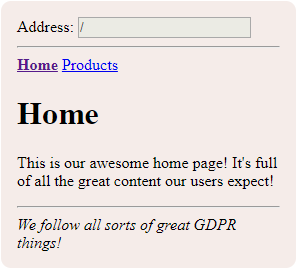 Address: /
Home Products
Home
This is our awesome home page! It's full
of all the great content our users expect!
We follow all sorts of great GDPR
things!